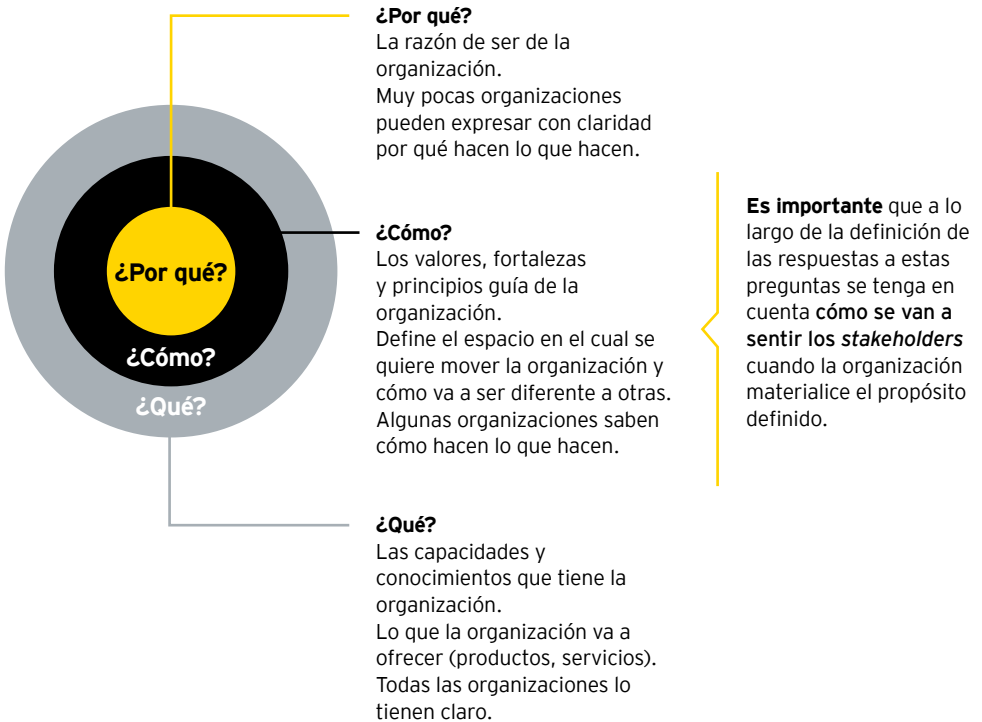 ¿Por qué?
La razón de ser de la
organización.
Muy pocas organizaciones
pueden expresar con claridad
por qué hacen lo que hacen.
¿Por qué?
¿Cómo?
¿Qué?
¿Cómo?
Los valores, fortalezas
y principios guía de la
organización.
Define el espacio en el cual se
quiere mover la organización y
cómo va a ser diferente a otras.
Algunas organizaciones saben
cómo hacen lo que hacen.
¿Qué?
Las capacidades y
conocimientos que tiene la
organización.
Lo que la organización va a
ofrecer (productos, servicios).
Todas las organizaciones lo
tienen claro.
Es importante que a lo
largo de la definición de
las respuestas a estas
preguntas se tenga en
cuenta cómo se van a
sentir los stakeholders
cuando la organización
materialice el propósito
definido.